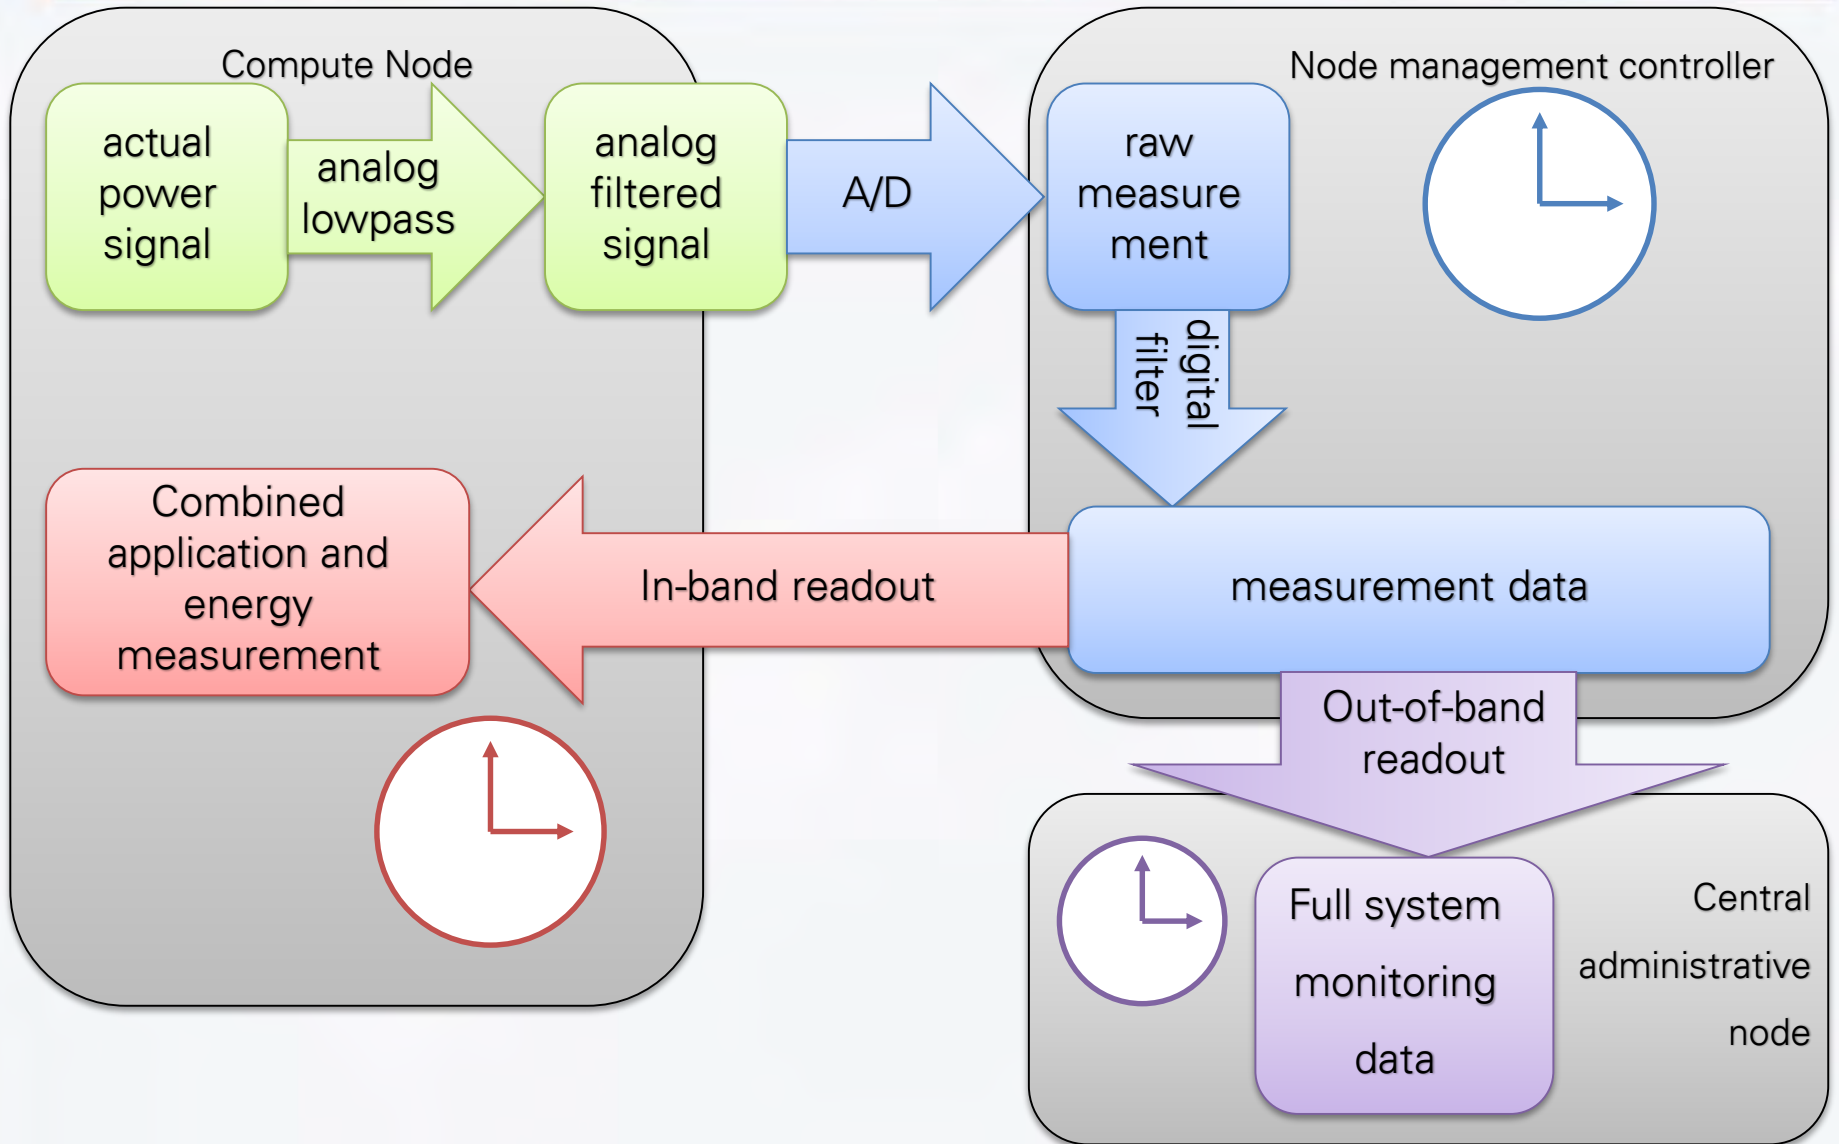 Compute Node
actual
power
signal
analog
lowpass
analog
filtered
signal
A/D
Node management controller
raw
measure
ment
digital
filter
Combined
application and
energy
measurement
In-band readout
measurement data
Out-of-band
readout
Full system
monitoring
data
Central
administrative
node